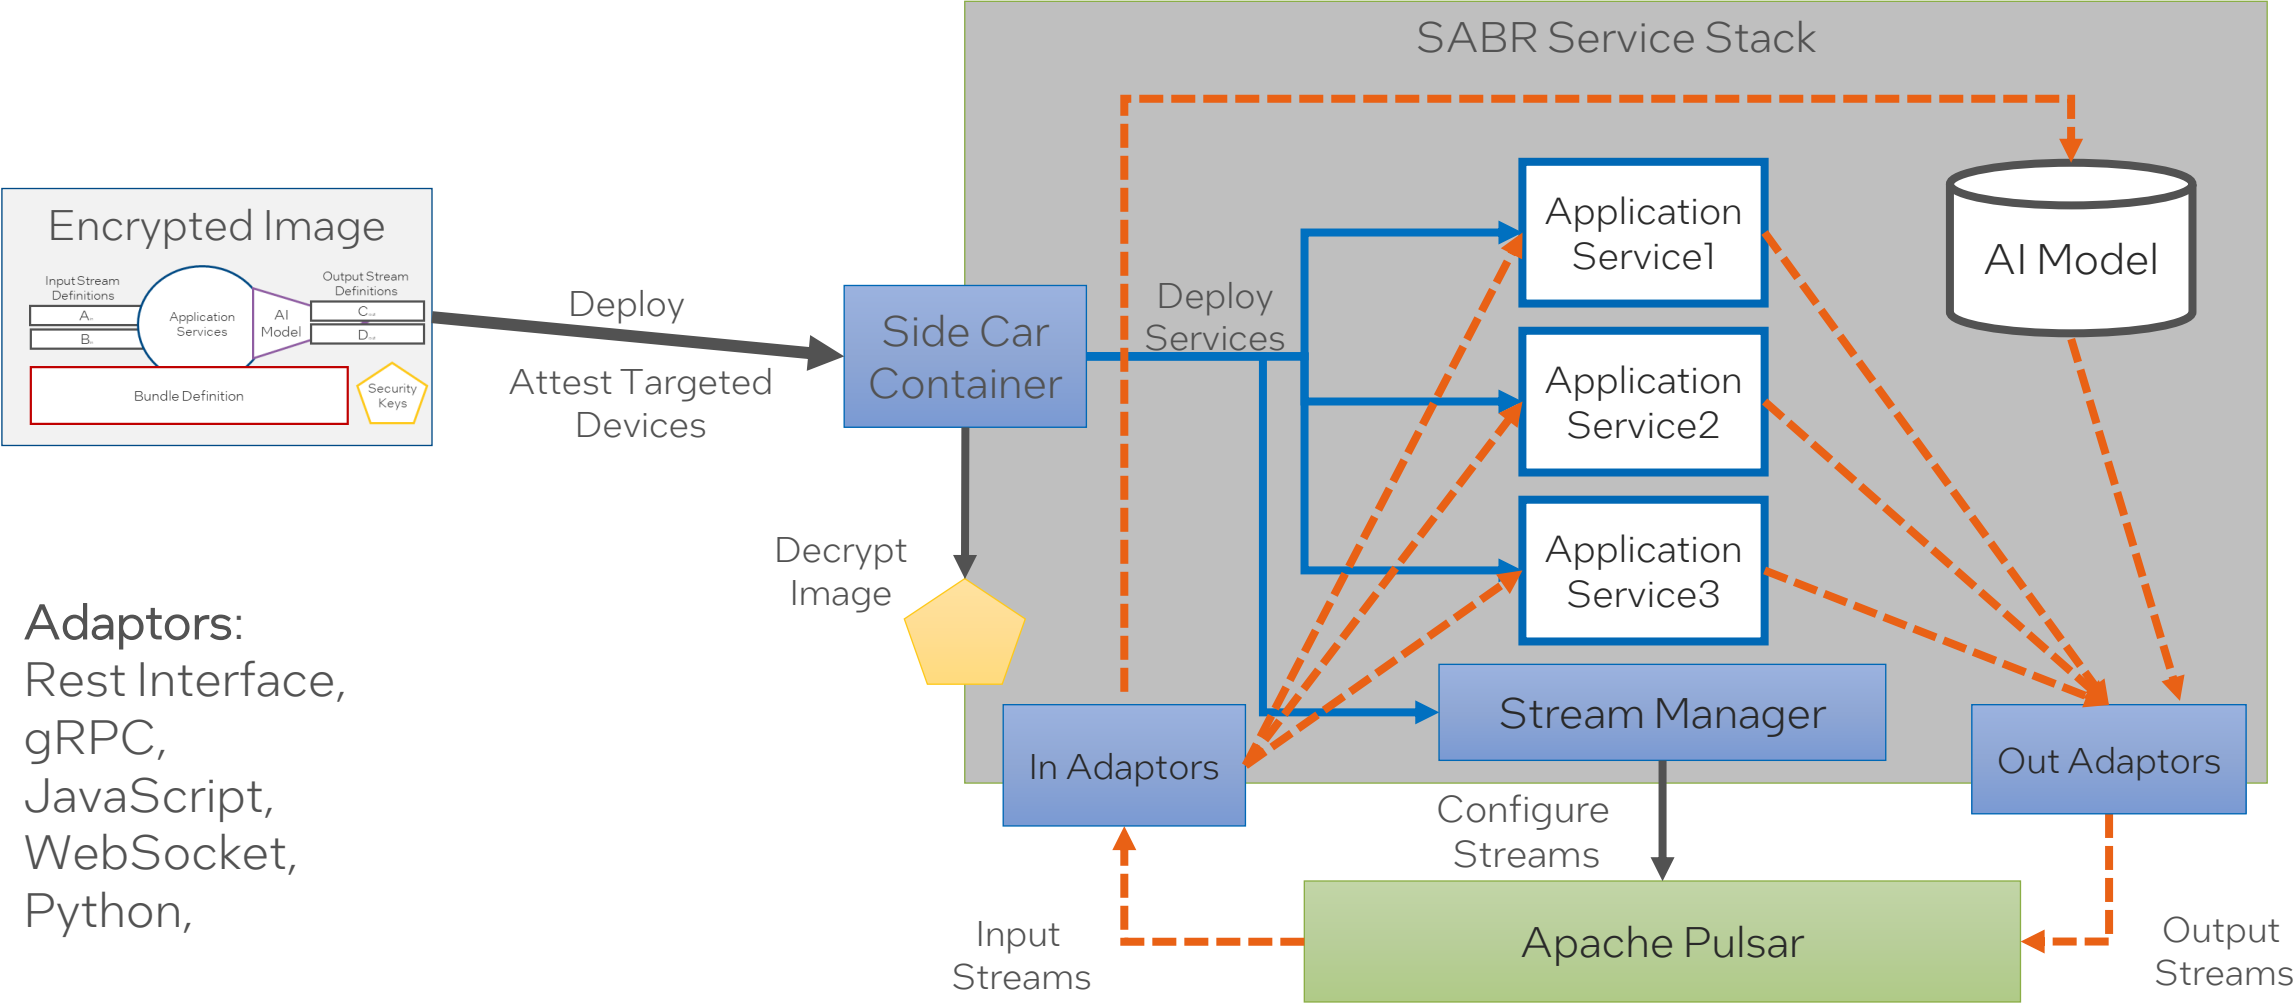 SABR Service Stack
Encrypted Image
Input Stream
Definitions
A
B
Application
Services
AI
Model
Output Stream
Definitions
C
D
Bundle Definition
Security
Keys
Deploy
Attest Targeted
Devices
Side Car
Container
Deploy
Services
Application
Service1
Application
Service2
Application
Service3
AI Model
Decrypt
Image
Adaptors:
Rest Interface,
gRPC,
JavaScript,
WebSocket,
Python,
In Adaptors
Stream Manager
Out Adaptors
Configure
Streams
Input
Streams
Apache Pulsar
Output
Streams